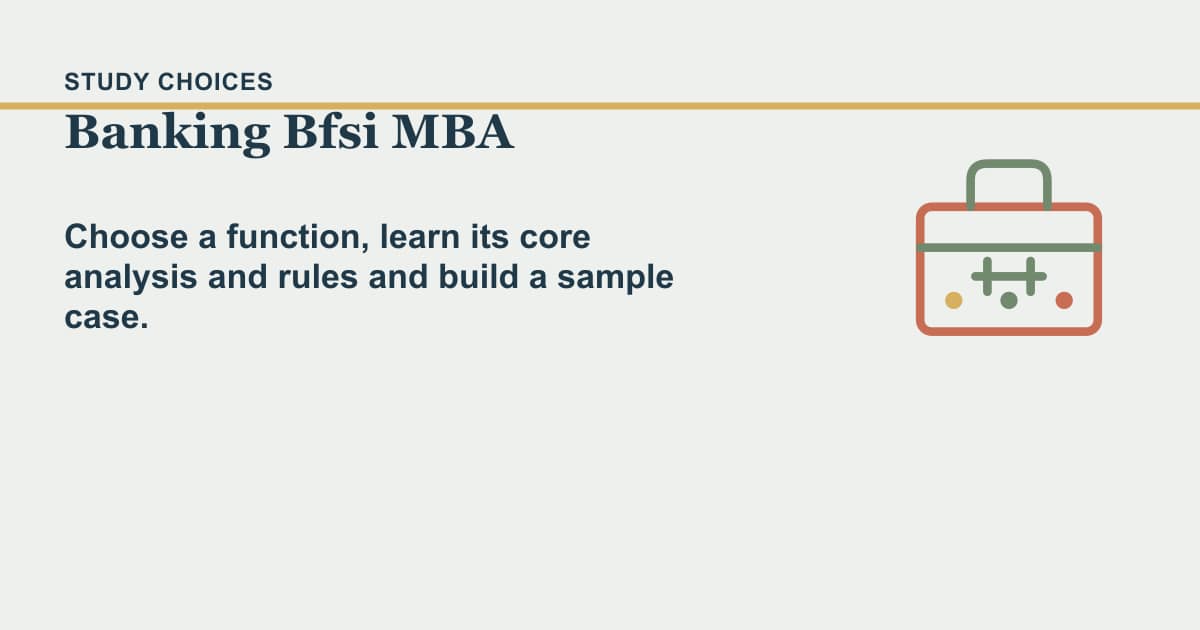 STUDY CHOICES
Banking Bfsi MBA
Choose a function, learn its core
analysis and rules and build a sample
case.